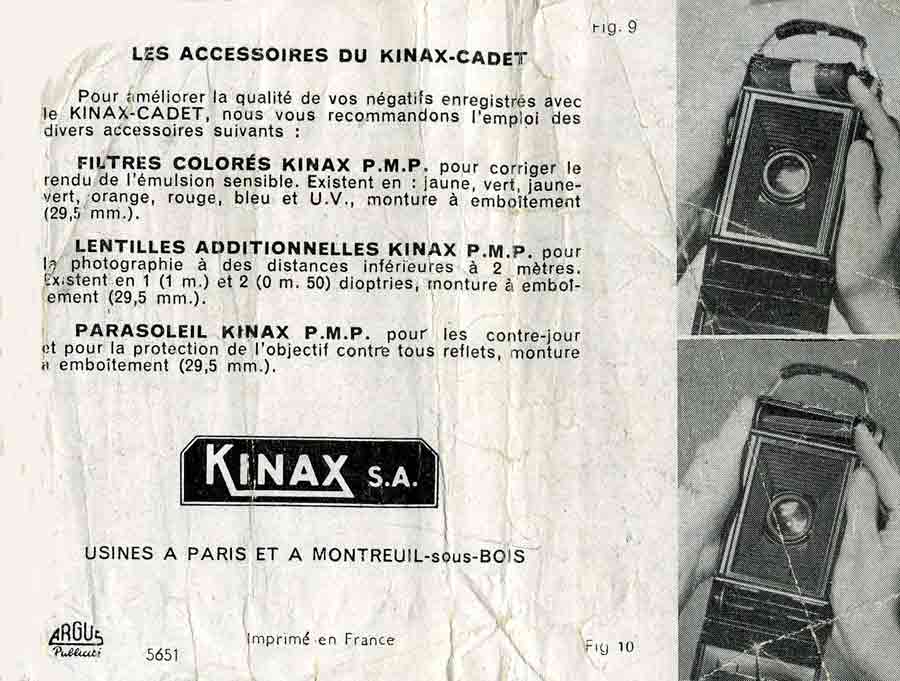 Fig. 9
LES ACCESSOIRES DU KINAX-CADET
Pour améliorer la qualité de vos négatifs enregistrés avec
le KINAX-CADET, nous vous recommandons l'emploi des
divers accessoires suivants :
FILTRES COLORÉS KINAX P.M.P. pour corriger le
rendu de l'émulsion sensible. Existent en : jaune, vert, jaune-
vert, orange, rouge, bleu et U.V., monture à emboîtement
(29,5 mm.).
LENTILLES ADDITIONNELLES KINAX P.M.P. pour
la photographie à des distances inférieures à 2 mètres.
Existent en 1 (1 m.) et 2 (0 m. 50) dioptries, monture à emboî-
ement (29,5 mm.).
PARASOLEIL KINAX P.M.P. pour les contre-jour
et pour la protection de l'objectif contre tous reflets, monture
à emboîtement (29,5 mm.).
KINAX S.A.
USINES A PARIS ET A MONTREUIL-sous-BOIS
ARGUS
Publicité
5651
Imprimé en France
Fig 10